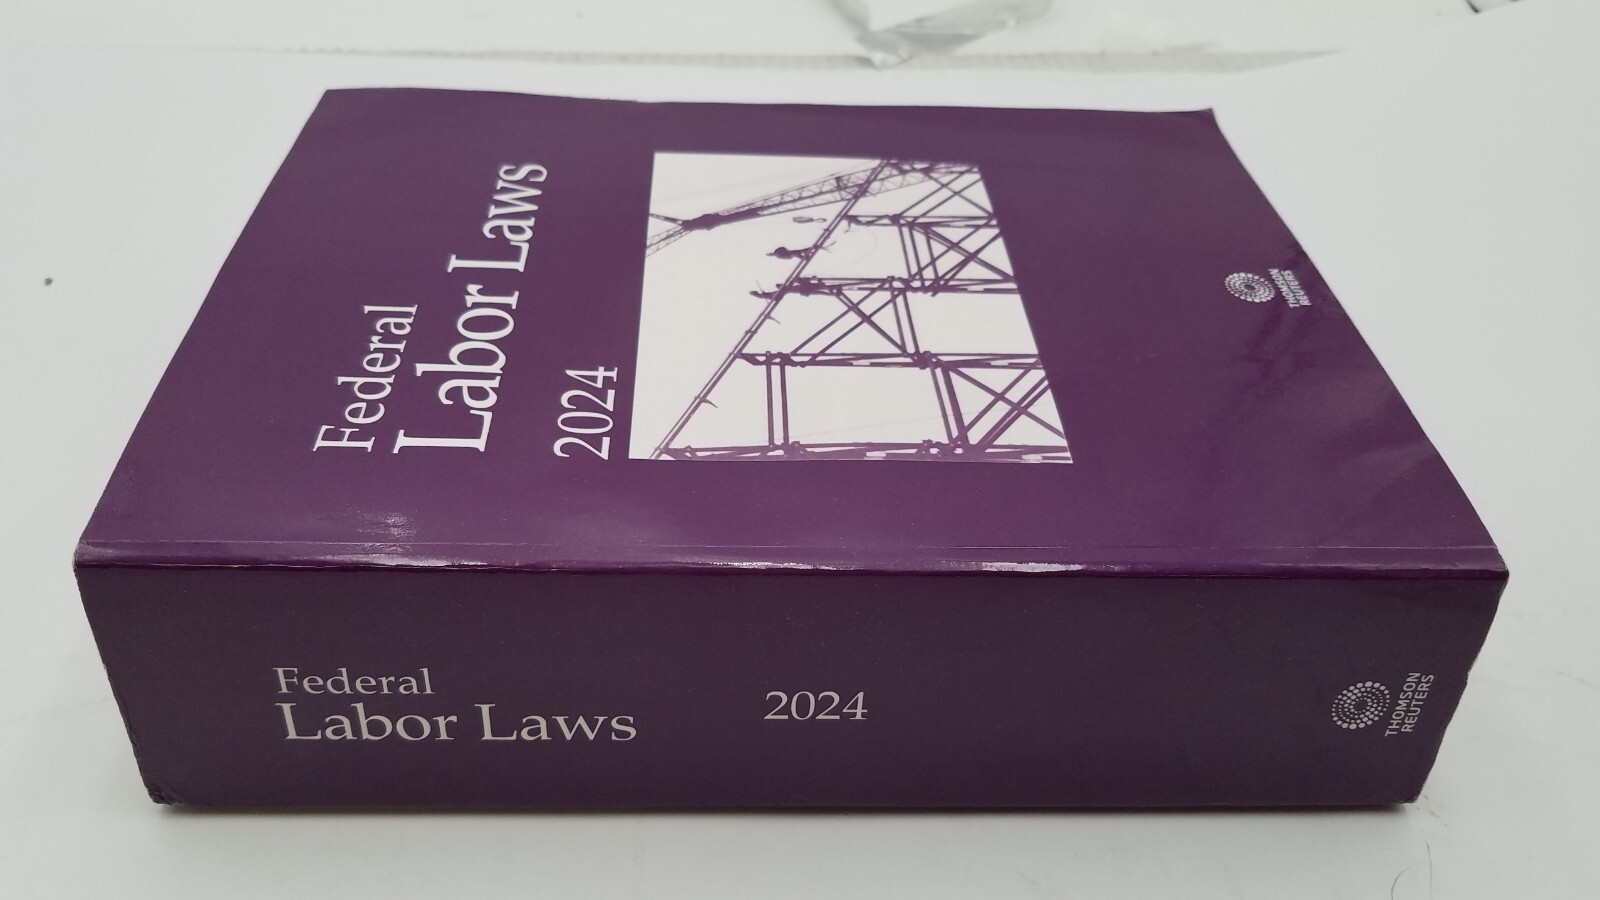 Federal
Labor Laws
2024
THOMSON
REUTERS
Federal
Labor Laws
2024
THOMSON
REUTERS